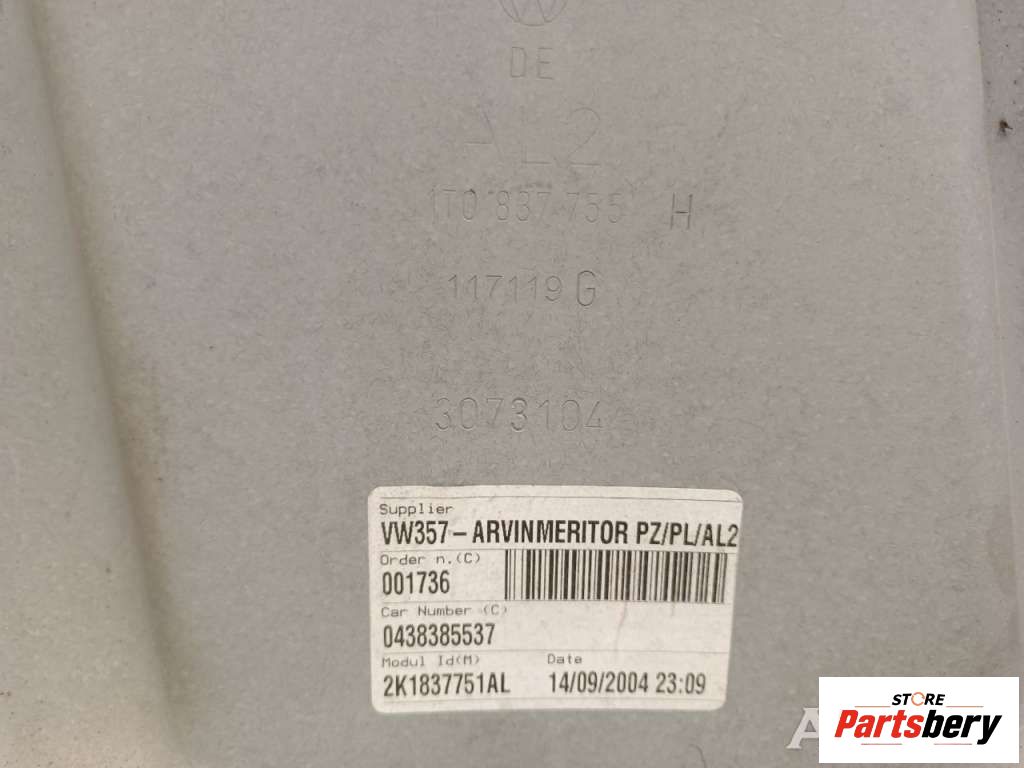 DE
AL2
1T0 837 755 H
117119 G
3073104
Supplier
VW357-ARVINMERITOR PZ/PL/AL2
Order n.(C)
001736
Car Number (C)
0438385537
Modul Id(M) Date
2K1837751AL 14/09/2004 23:09
STORE
Partsbery